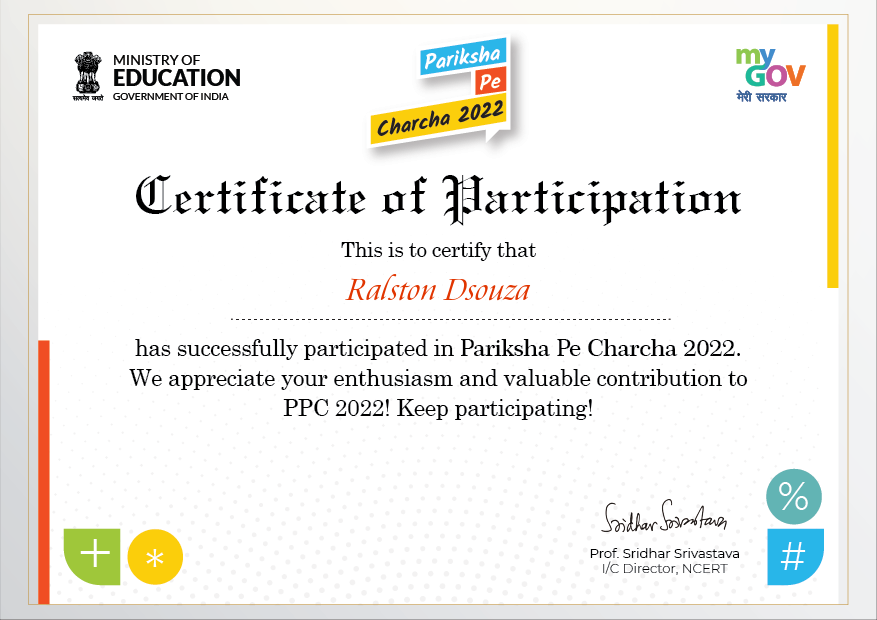 MINISTRY OF
EDUCATION
GOVERNMENT OF INDIA
सत्यमेव जयते
Pariksha
Pe
Charcha 2022
my
GOV
मेरी सरकार
Certificate of Participation
This is to certify that
Ralston Dsouza
has successfully participated in Pariksha Pe Charcha 2022.
We appreciate your enthusiasm and valuable contribution to
PPC 2022! Keep participating!
Sridhar Srivastava
Prof. Sridhar Srivastava
I/C Director, NCERT
+
*
%
#